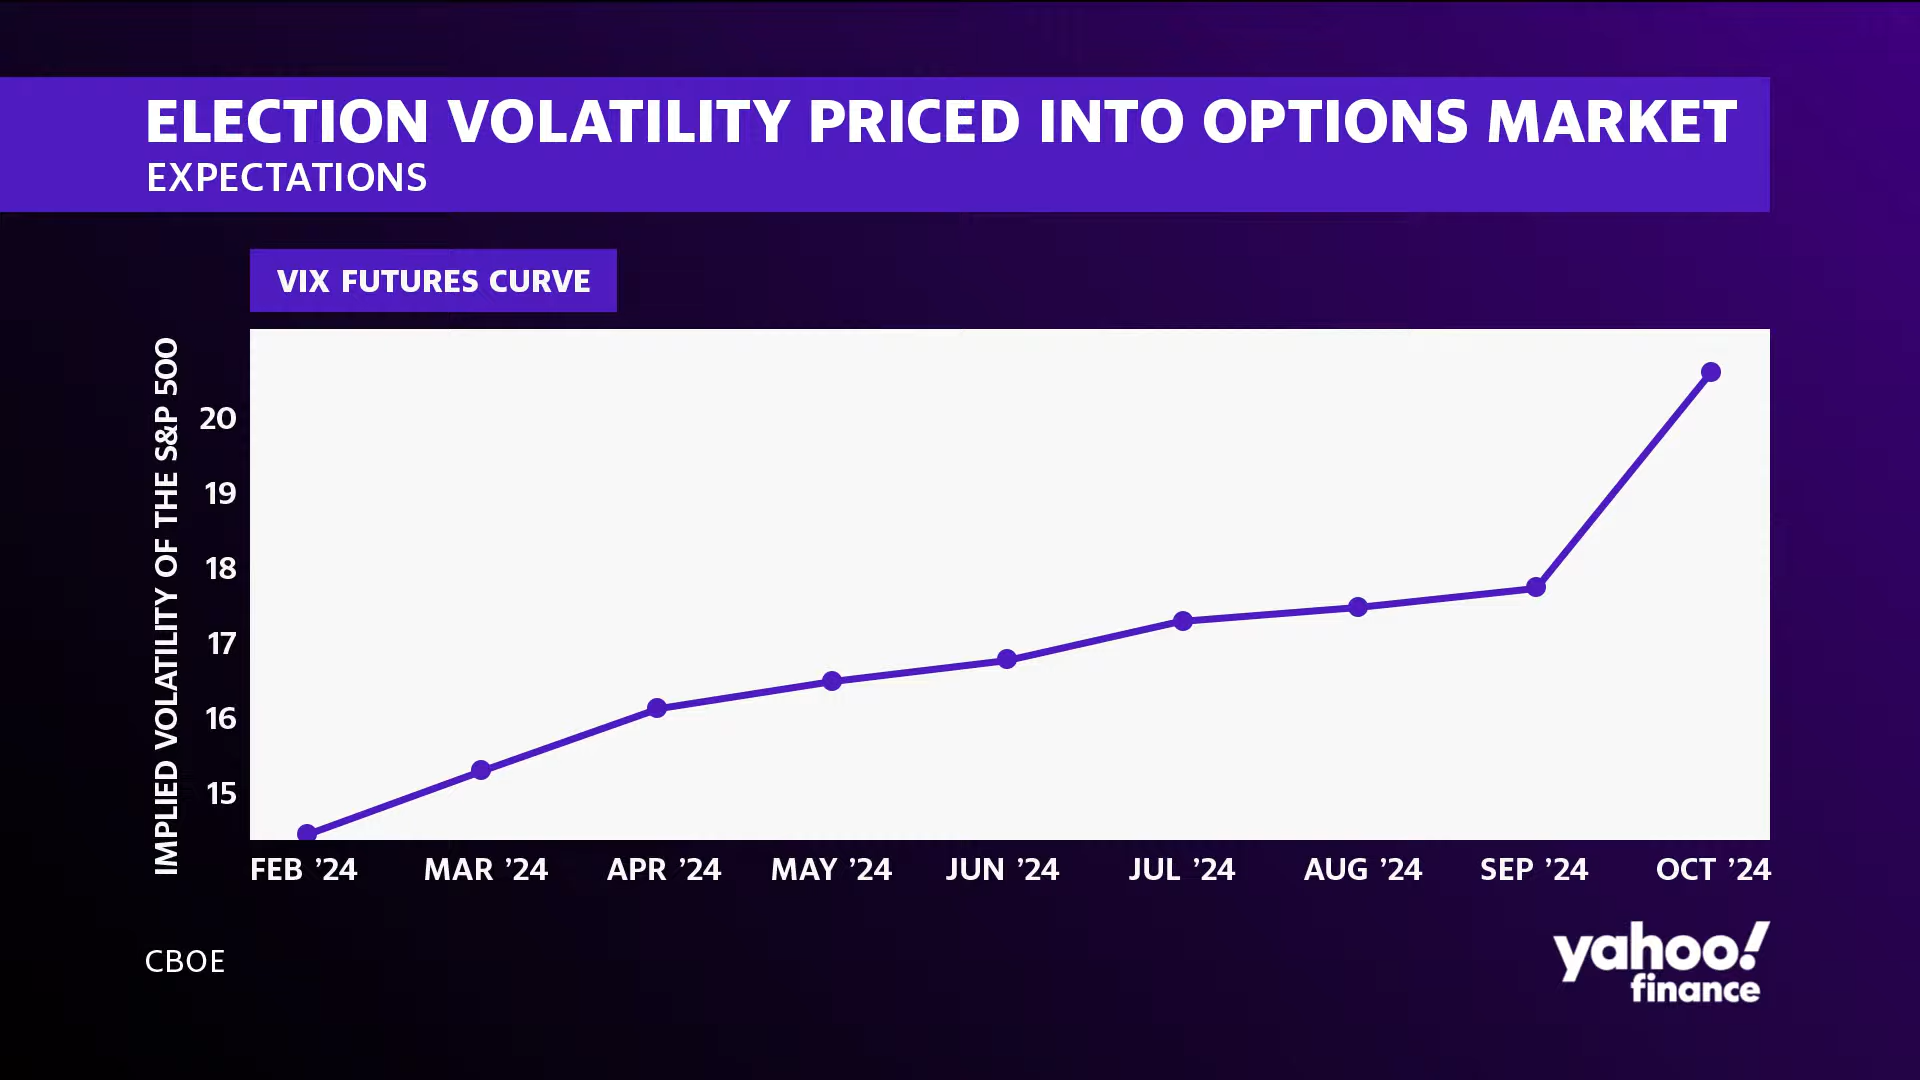 ELECTION VOLATILITY PRICED INTO OPTIONS MARKET
EXPECTATIONS
VIX FUTURES CURVE
IMPLIED VOLATILITY OF THE S&P 500
20
19
18
17
16
15
FEB ’24 MAR ’24 APR ’24 MAY ’24 JUN ’24 JUL ’24 AUG ’24 SEP ’24 OCT ’24
CBOE
yahoo!
finance